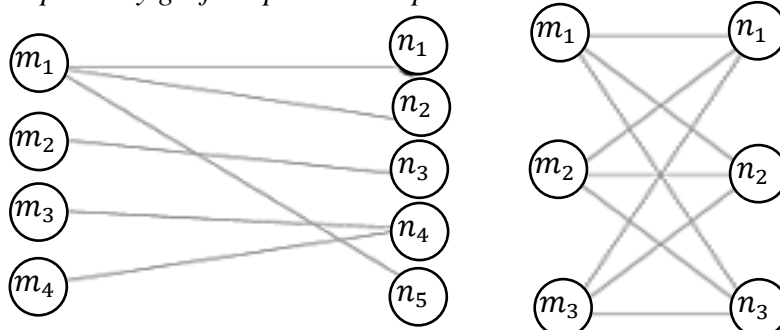 m₁ n₁
n₂
m₂
n₃
m₃
n₄
m₄
n₅
m₁ n₁
m₂ n₂
m₃ n₃